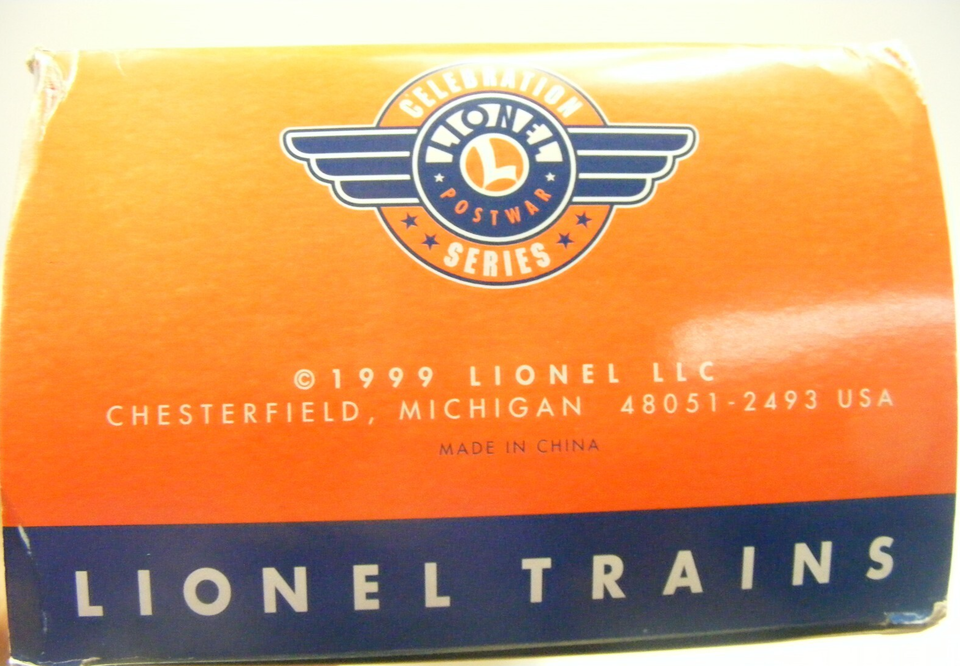 CELEBRATION
LIONEL
L
POSTWAR
SERIES
©1999 LIONEL LLC
CHESTERFIELD, MICHIGAN 48051-2493 USA
MADE IN CHINA
LIONEL TRAINS